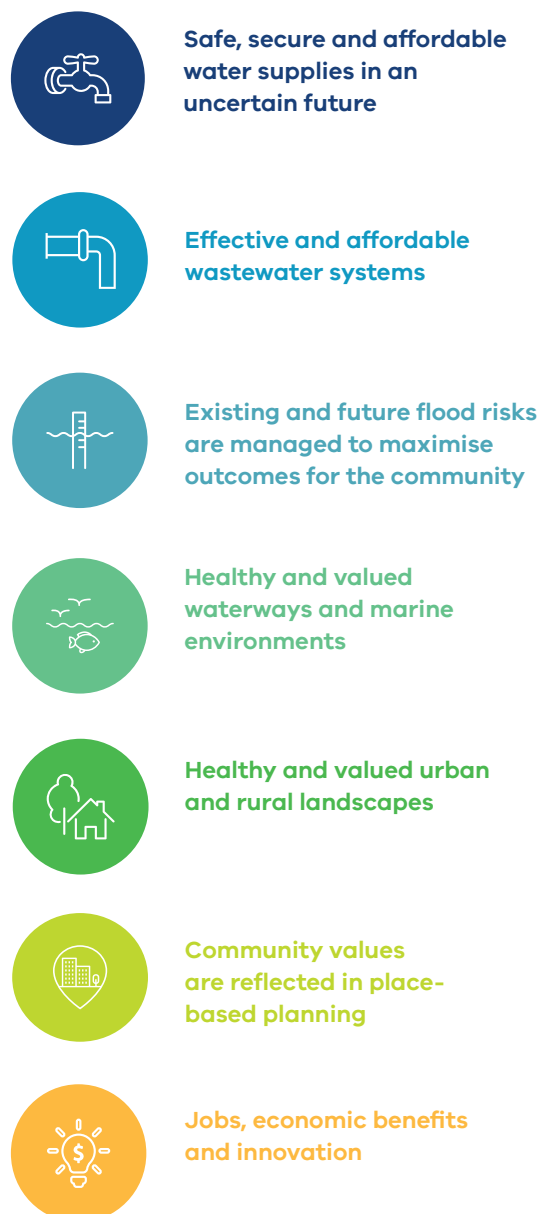 Safe, secure and affordable
water supplies in an
uncertain future
Effective and affordable
wastewater systems
Existing and future flood risks
are managed to maximise
outcomes for the community
Healthy and valued
waterways and marine
environments
Healthy and valued urban
and rural landscapes
Community values
are reflected in place-
based planning
$
Jobs, economic benefits
and innovation